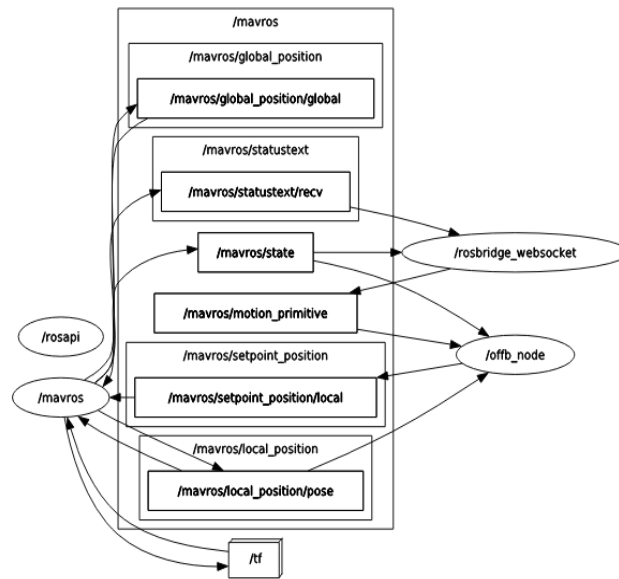 /mavros
/mavros/global_position
/mavros/global_position/global
/mavros/statustext
/mavros/statustext/recv
/mavros/state
/rosbridge_websocket
/mavros/motion_primitive
/rosapi
/mavros/setpoint_position
/offb_node
/mavros
/mavros/setpoint_position/local
/mavros/local_position
/mavros/local_position/pose
/tf